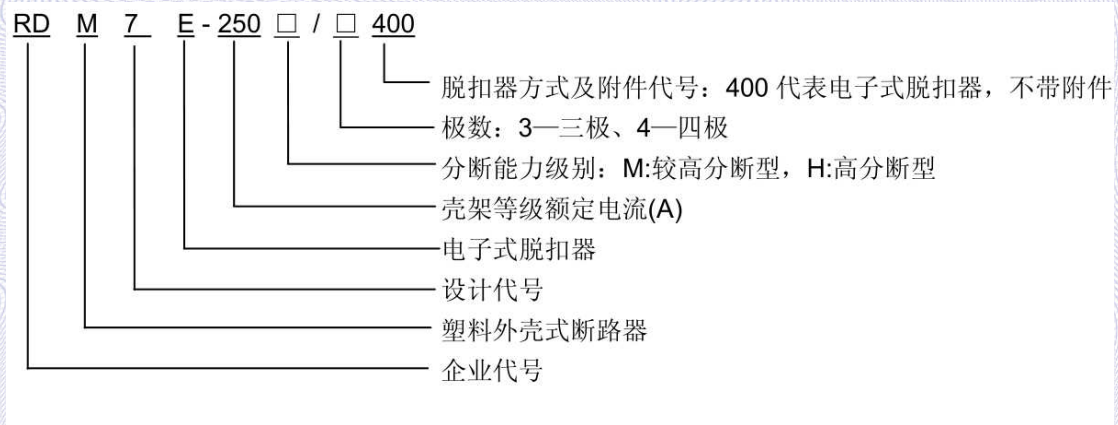 RD M 7 E - 250 □ / □ 400
脱扣器方式及附件代号：400 代表电子式脱扣器，不带附件
极数：3—三极、4—四极
分断能力级别：M:较高分断型，H:高分断型
壳架等级额定电流(A)
电子式脱扣器
设计代号
塑料外壳式断路器
企业代号